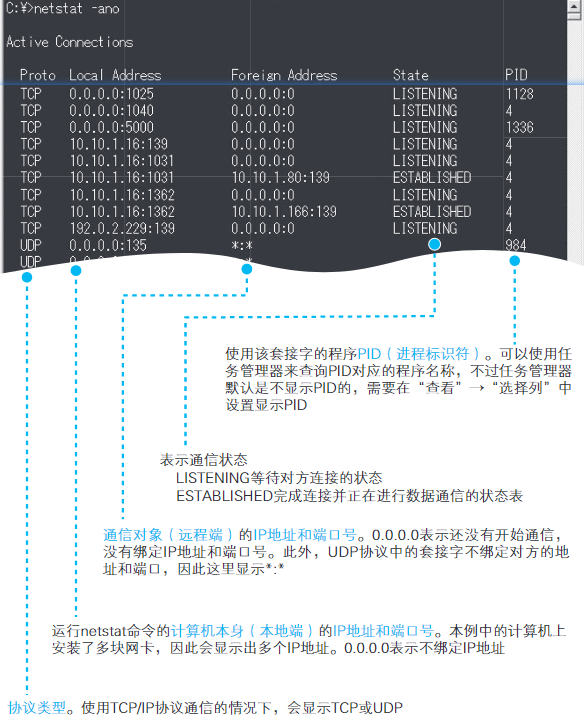 C:¥>netstat -ano
Active Connections
Proto Local Address Foreign Address State PID
TCP 0.0.0.0:1025 0.0.0.0:0 LISTENING 1128
TCP 0.0.0.0:1040 0.0.0.0:0 LISTENING 4
TCP 0.0.0.0:5000 0.0.0.0:0 LISTENING 1336
TCP 10.10.1.16:139 0.0.0.0:0 LISTENING 4
TCP 10.10.1.16:1031 0.0.0.0:0 LISTENING 4
TCP 10.10.1.16:1031 10.10.1.80:139 ESTABLISHED 4
TCP 10.10.1.16:1362 0.0.0.0:0 LISTENING 4
TCP 10.10.1.16:1362 10.10.1.166:139 ESTABLISHED 4
TCP 192.0.2.229:139 0.0.0.0:0 LISTENING 4
UDP 0.0.0.0:135 *:* 984
UDP
使用该套接字的程序PID（进程标识符）。可以使用任
务管理器来查询PID对应的程序名称，不过任务管理器
默认是不显示PID的，需要在“查看”→“选择列”中
设置显示PID
表示通信状态
LISTENING等待对方连接的状态
ESTABLISHED完成连接并正在进行数据通信的状态表
通信对象（远程端）的IP地址和端口号。0.0.0.0表示还没有开始通信，
没有绑定IP地址和端口号。此外，UDP协议中的套接字不绑定对方的地
址和端口，因此这里显示*:*
运行netstat命令的计算机本身（本地端）的IP地址和端口号。本例中的计算机上
安装了多块网卡，因此会显示出多个IP地址。0.0.0.0表示不绑定IP地址
协议类型。使用TCP/IP协议通信的情况下，会显示TCP或UDP